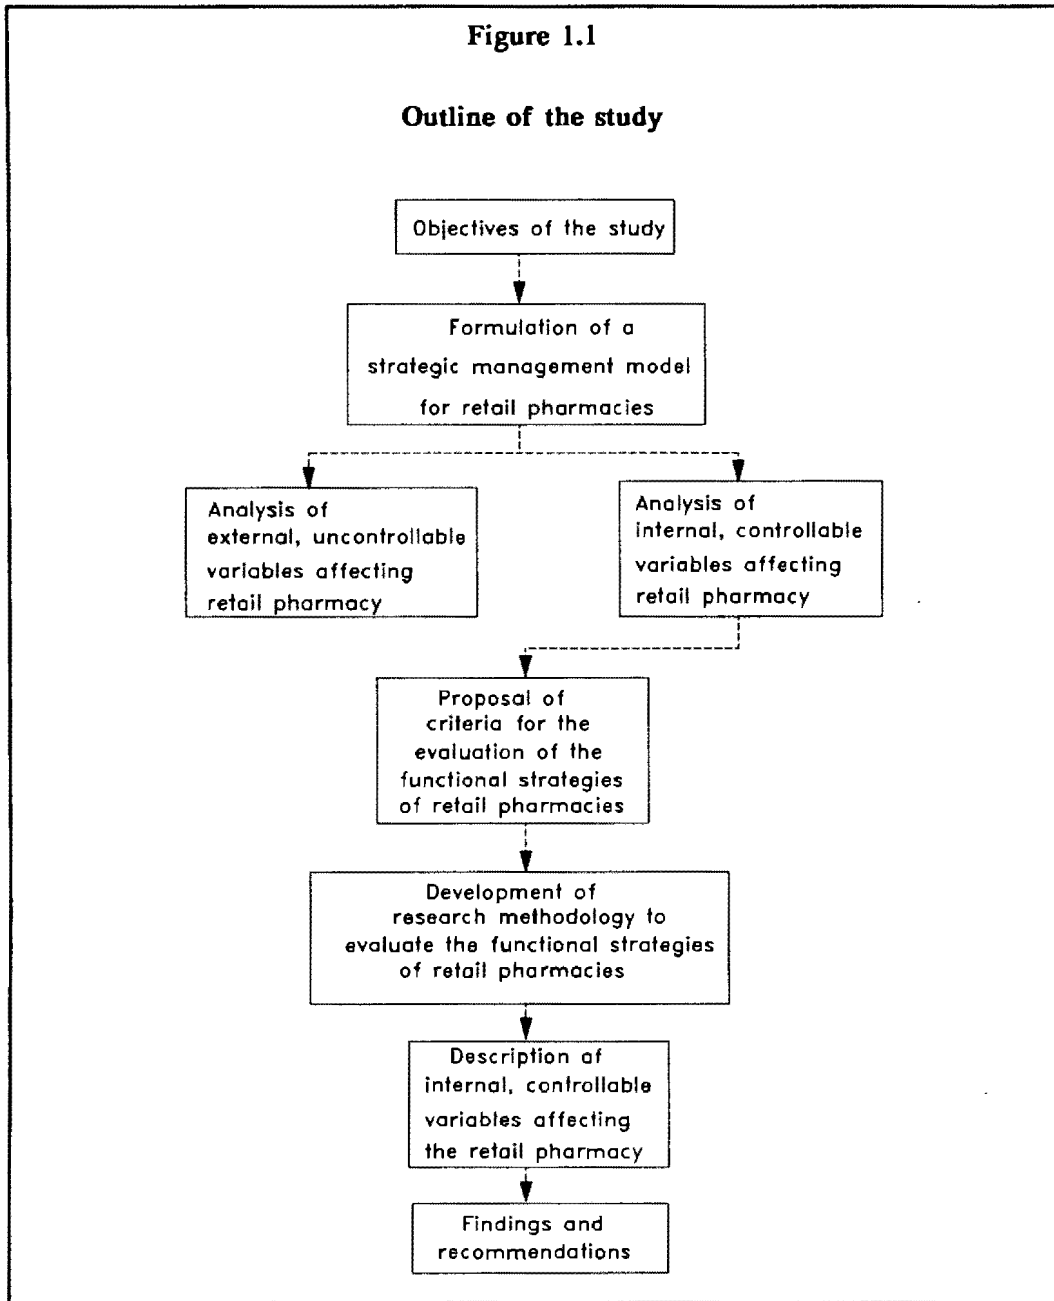 Figure 1.1
Outline of the study
Objectives of the study
Formulation of a
strategic management model
for retail pharmacies
Analysis of
external, uncontrollable
variables affecting
retail pharmacy
Analysis of
internal, controllable
variables affecting
retail pharmacy
Proposal of
criteria for the
evaluation of the
functional strategies
of retail pharmacies
Development of
research methodology to
evaluate the functional strategies
of retail pharmacies
Description of
internal, controllable
variables affecting
the retail pharmacy
Findings and
recommendations